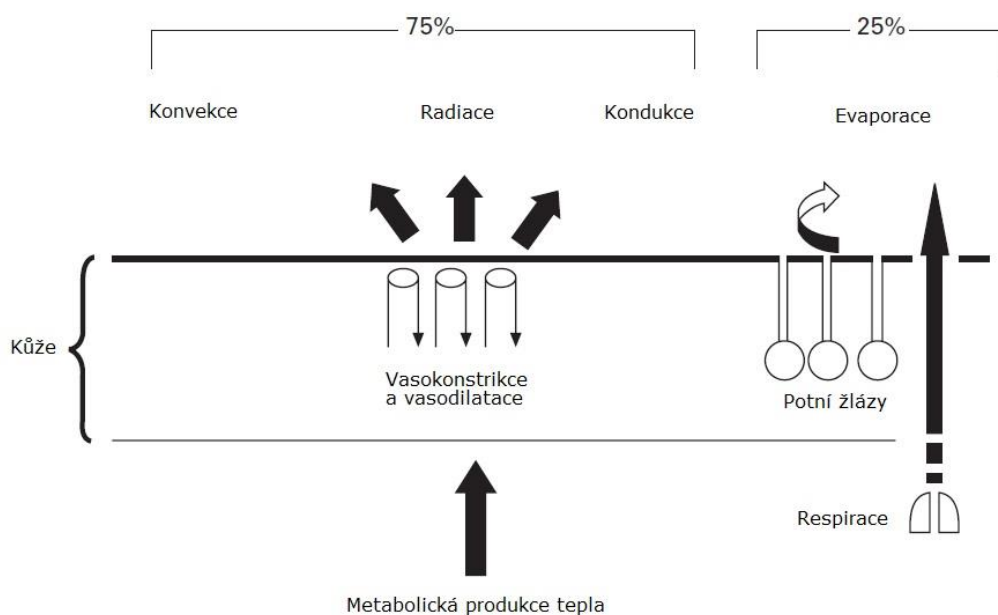 75%
25%
Konvekce
Radiace
Kondukce
Evaporace
Kůže
Vasokonstrikce
a vasodilatace
Potní žlázy
Respirace
Metabolická produkce tepla